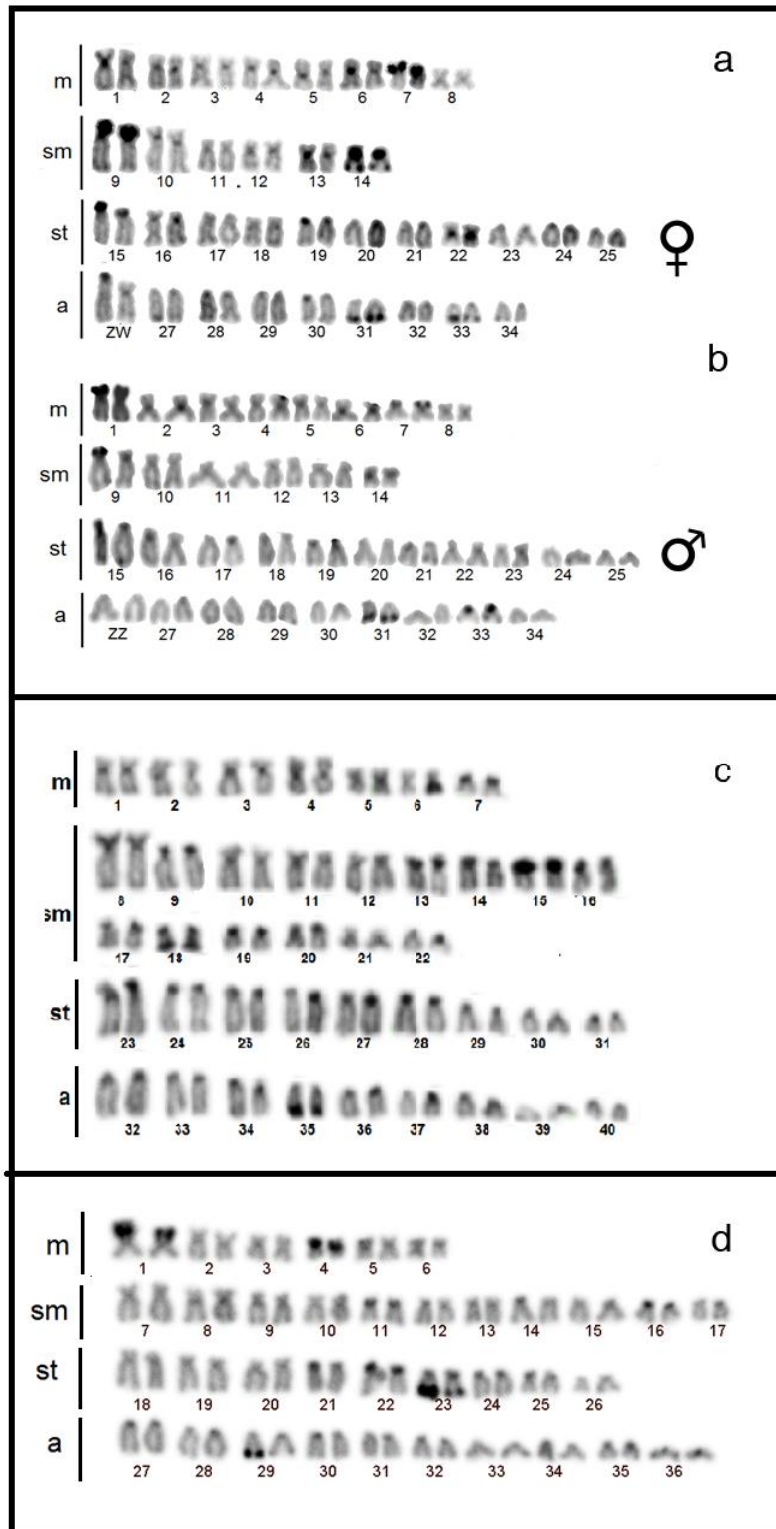 a
m
1 2 3 4 5 6 7 8
sm
9 10 11 12 13 14
st
15 16 17 18 19 20 21 22 23 24 25
♀
a
ZW 27 28 29 30 31 32 33 34
b
m
1 2 3 4 5 6 7 8
sm
9 10 11 12 13 14
st
15 16 17 18 19 20 21 22 23 24 25
♂
a
ZZ 27 28 29 30 31 32 33 34
c
m
1 2 3 4 5 6 7
8 9 10 11 12 13 14 15 16
sm
17 18 19 20 21 22
st
23 24 25 26 27 28 29 30 31
a
32 33 34 35 36 37 38 39 40
d
m
1 2 3 4 5 6
sm
7 8 9 10 11 12 13 14 15 16 17
st
18 19 20 21 22 23 24 25 26
a
27 28 29 30 31 32 33 34 35 36